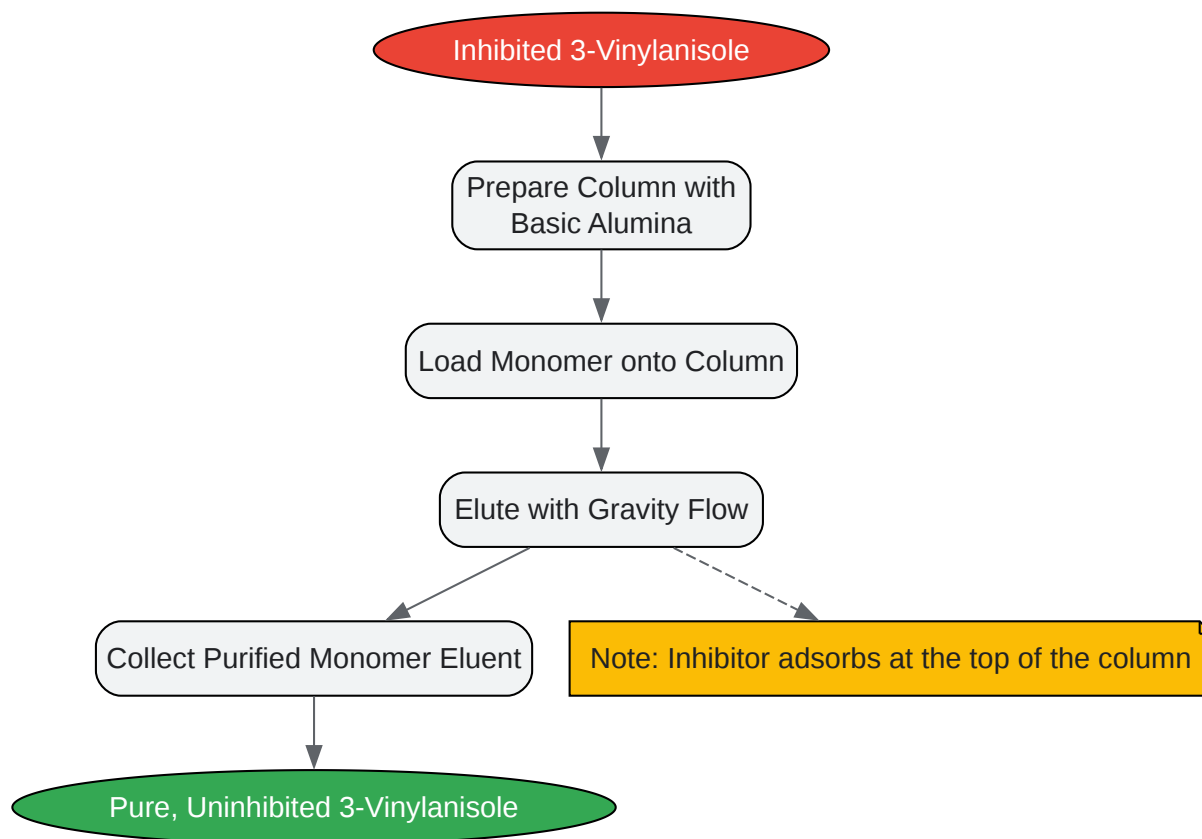 Inhibited 3-Vinylanisole
Prepare Column with
Basic Alumina
Load Monomer onto Column
Elute with Gravity Flow
Collect Purified Monomer Eluent
Note: Inhibitor adsorbs at the top of the column
Pure, Uninhibited 3-Vinylanisole